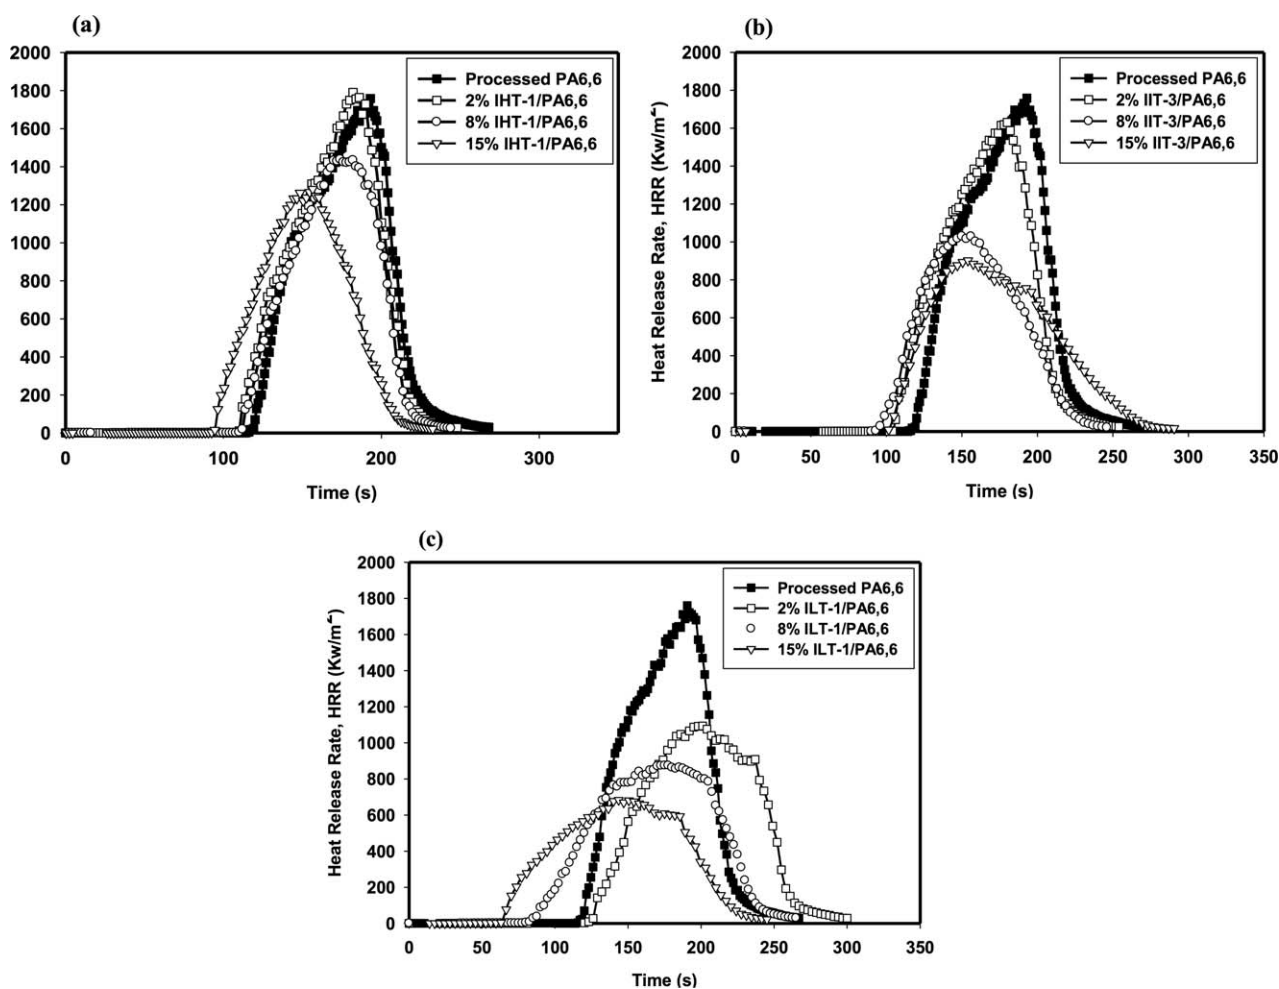 (a)
2000
1800
1600
1400
1200
1000
800
600
400
200
0
0
100
200
300
Time (s)
Processed PA6,6
2% IHT-1/PA6,6
8% IHT-1/PA6,6
15% IHT-1/PA6,6
(b)
Heat Release Rate, HRR (Kw/m²)
2000
1800
1600
1400
1200
1000
800
600
400
200
0
0
50
100
150
200
250
300
350
Time (s)
Processed PA6,6
2% IIT-3/PA6,6
8% IIT-3/PA6,6
15% IIT-3/PA6,6
(c)
Heat Release Rate, HRR (Kw/m²)
2000
1800
1600
1400
1200
1000
800
600
400
200
0
0
50
100
150
200
250
300
350
Time (s)
Processed PA6,6
2% ILT-1/PA6,6
8% ILT-1/PA6,6
15% ILT-1/PA6,6